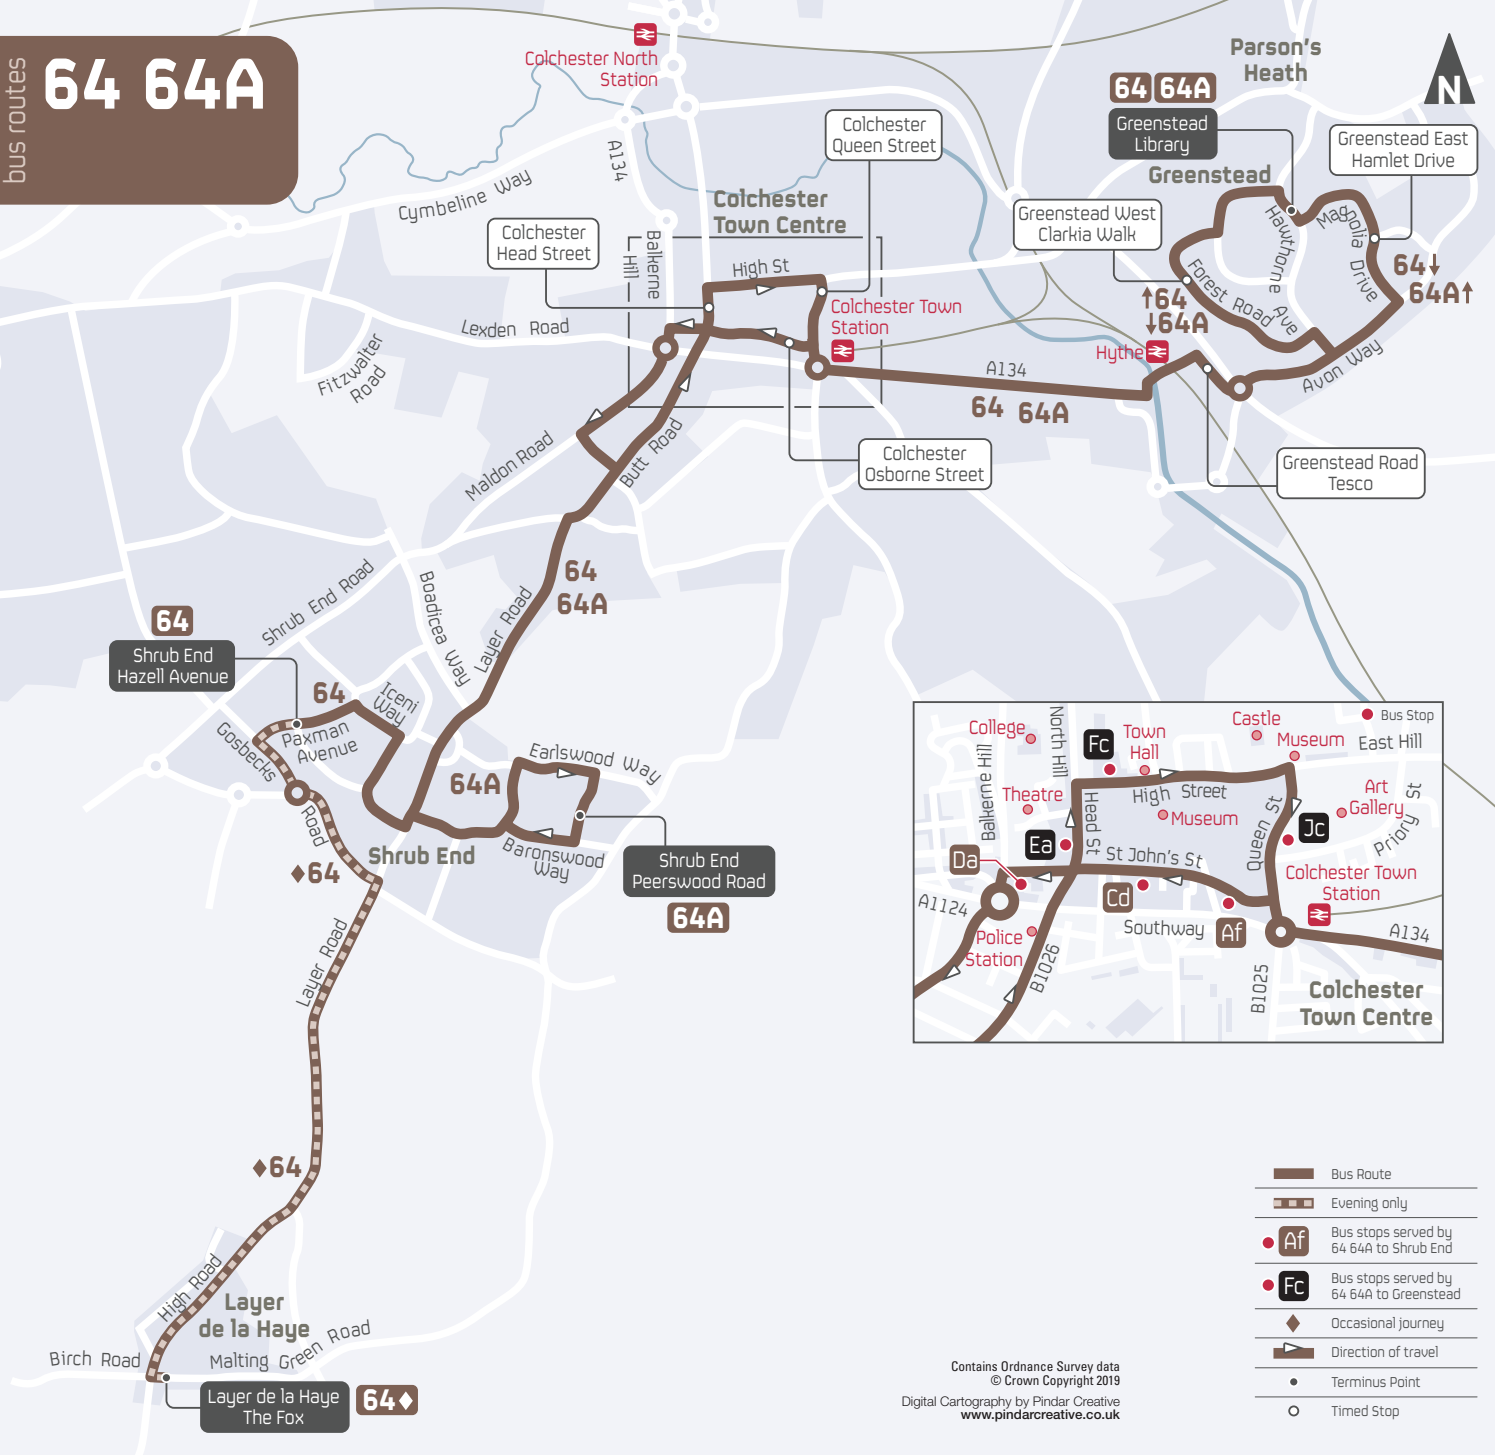 bus routes
64 64A
Colchester North
Station
A134
Cymbeline Way
Colchester
Queen Street
Colchester
Town Centre
Colchester
Head Street
Balkerne
Hill
High St
Colchester Town
Station
Lexden Road
Fitzwalter
Road
Maldon Road
Butt Road
Colchester
Osborne Street
A134
64 64A
Hythe
Parson's
Heath
N
64 64A
Greenstead
Library
Greenstead
Greenstead East
Hamlet Drive
Greenstead West
Clarkia Walk
Magnolia Drive
Hawthorne Ave
Forest Road
Avon Way
64↓
64A↑
↑64
↓64A
Greenstead Road
Tesco
64
64A
Layer Road
Boadicea Way
Shrub End Road
64
Shrub End
Hazell Avenue
64
Iceni
Way
Paxman
Avenue
Gosbecks
Road
64A
Earlswood Way
Baronswood
Way
Shrub End
Shrub End
Peerswood Road
64A
♦64
Layer Road
♦64
High Road
Layer
de la Haye
Birch Road
Malting Green Road
Layer de la Haye
The Fox
64♦
College
North Hill
Fc
Town
Hall
Castle
Museum
Bus Stop
East Hill
Balkerne Hill
Theatre
Head St
High Street
Museum
Queen St
Jc
Art
Gallery
Priory St
Ea
Da
St John's St
Colchester Town
Station
Cd
A1124
Southway
Af
A134
Police
Station
B1026
B1025
Colchester
Town Centre
Bus Route
Evening only
Af
Bus stops served by
64 64A to Shrub End
Fc
Bus stops served by
64 64A to Greenstead
Occasional journey
Direction of travel
Terminus Point
Timed Stop
Contains Ordnance Survey data
© Crown Copyright 2019
Digital Cartography by Pindar Creative
www.pindarcreative.co.uk